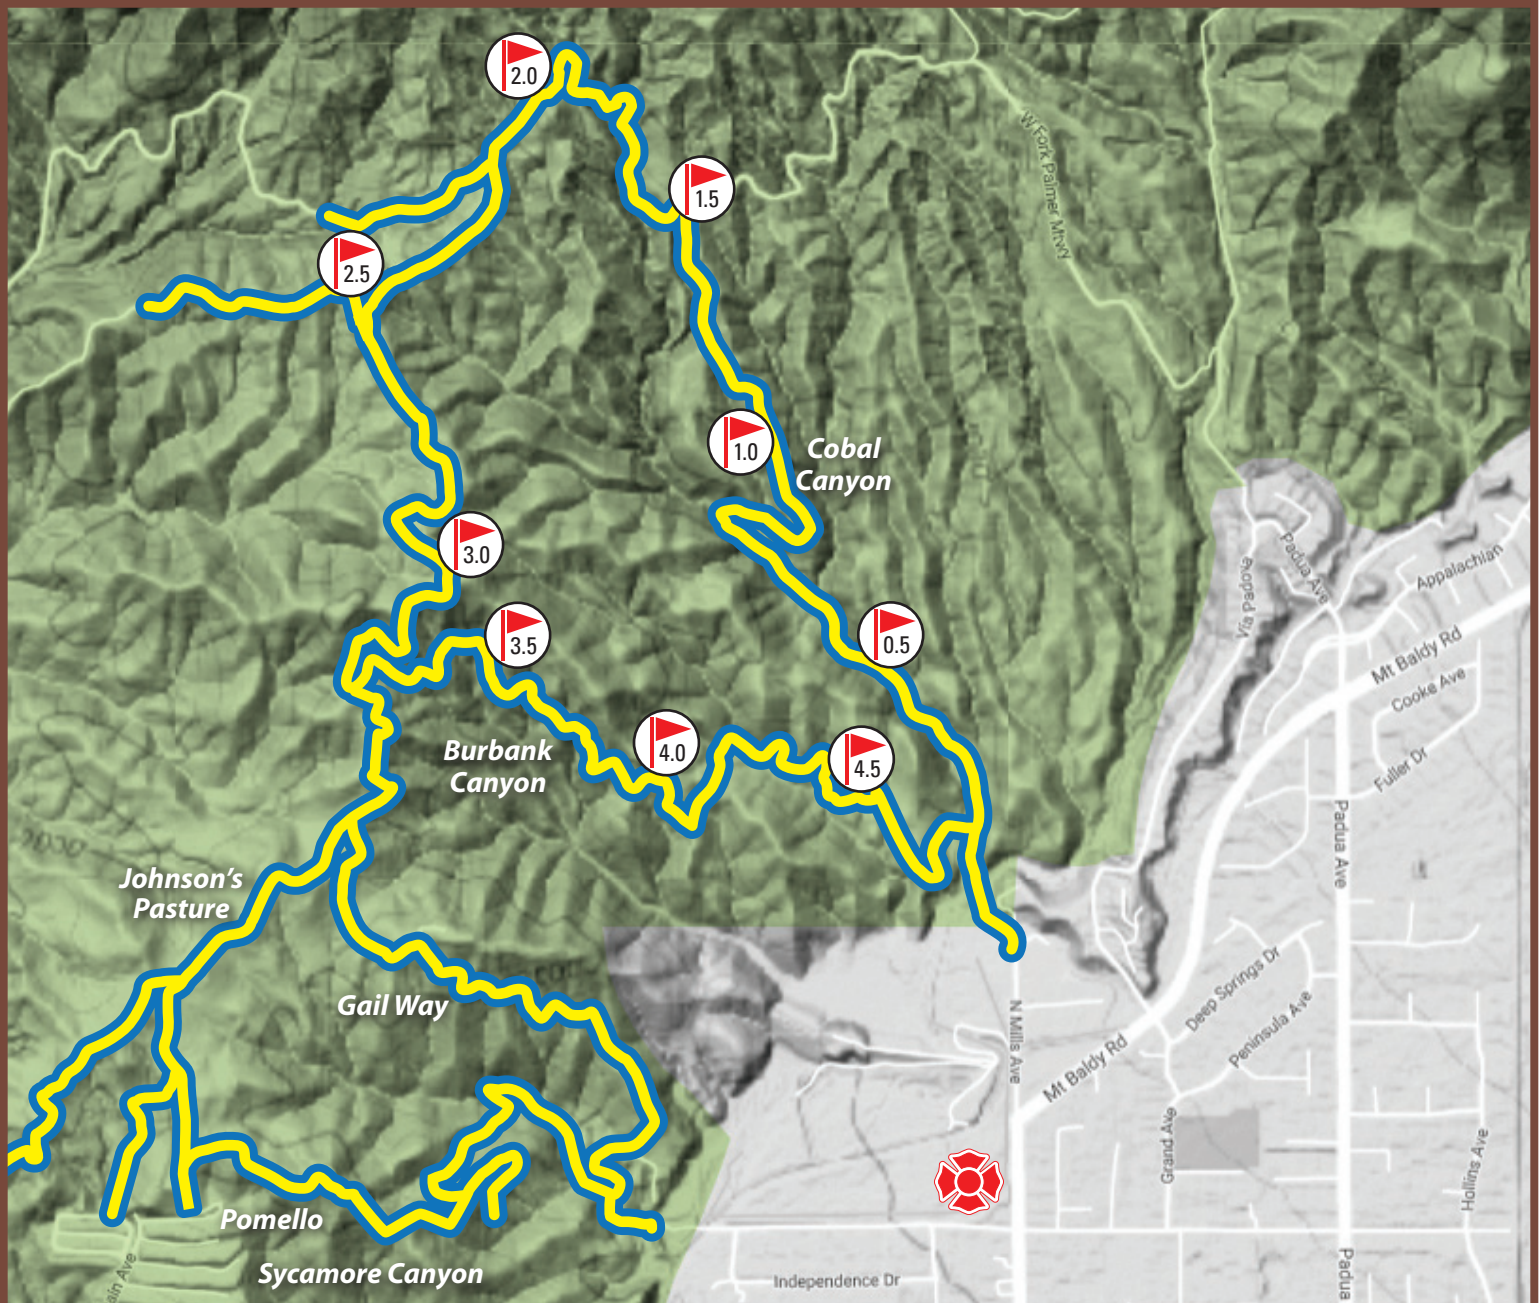 2.0
1.5
W Fork Palmer Mtwy
2.5
1.0
Cobal
Canyon
3.0
Appalachian
Padua Ave
Via Padova
3.5
0.5
Mt Baldy Rd
Cooke Ave
4.0
4.5
Burbank
Canyon
Fuller Dr
Padua Ave
2000
Johnson's
Pasture
Deep Springs Dr
Gail Way
Peninsula Ave
N Mills Ave
Mt Baldy Rd
Grand Ave
Hollins Ave
Pomello
Sycamore Canyon
Independence Dr
Padua